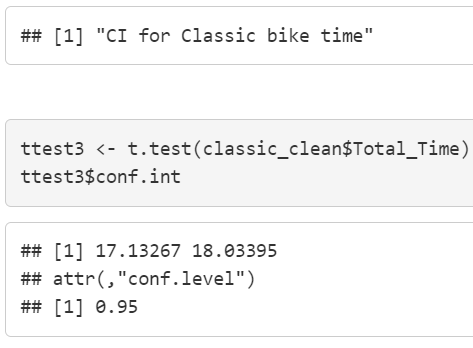 ## [1] "CI for Classic bike time"
ttest3 <- t.test(classic_clean$Total_Time)
ttest3$conf.int
## [1] 17.13267 18.03395
## attr(,"conf.level")
## [1] 0.95